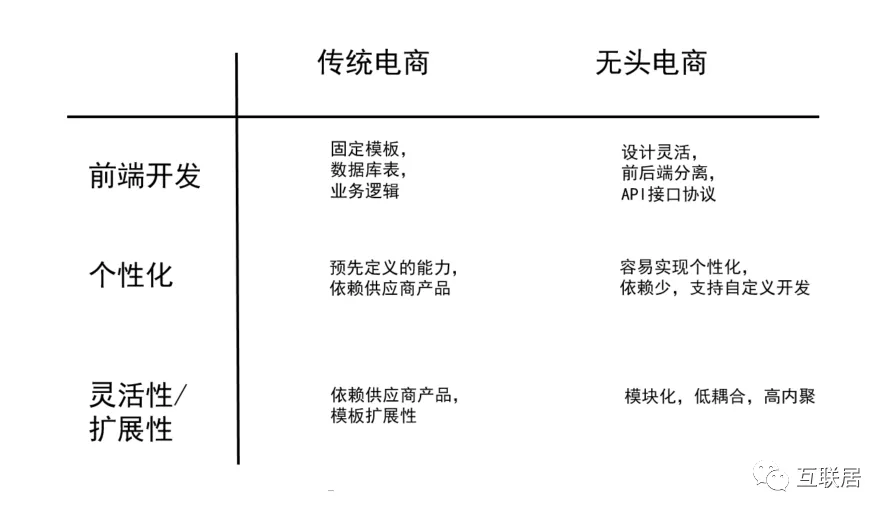 传统电商
无头电商
前端开发
固定模板，
数据库表，
业务逻辑
设计灵活，
前后端分离，
API接口协议
个性化
预先定义的能力，
依赖供应商产品
容易实现个性化，
依赖少，支持自定义开发
灵活性/
扩展性
依赖供应商产品，
模板扩展性
模块化，低耦合，高内聚
互联居